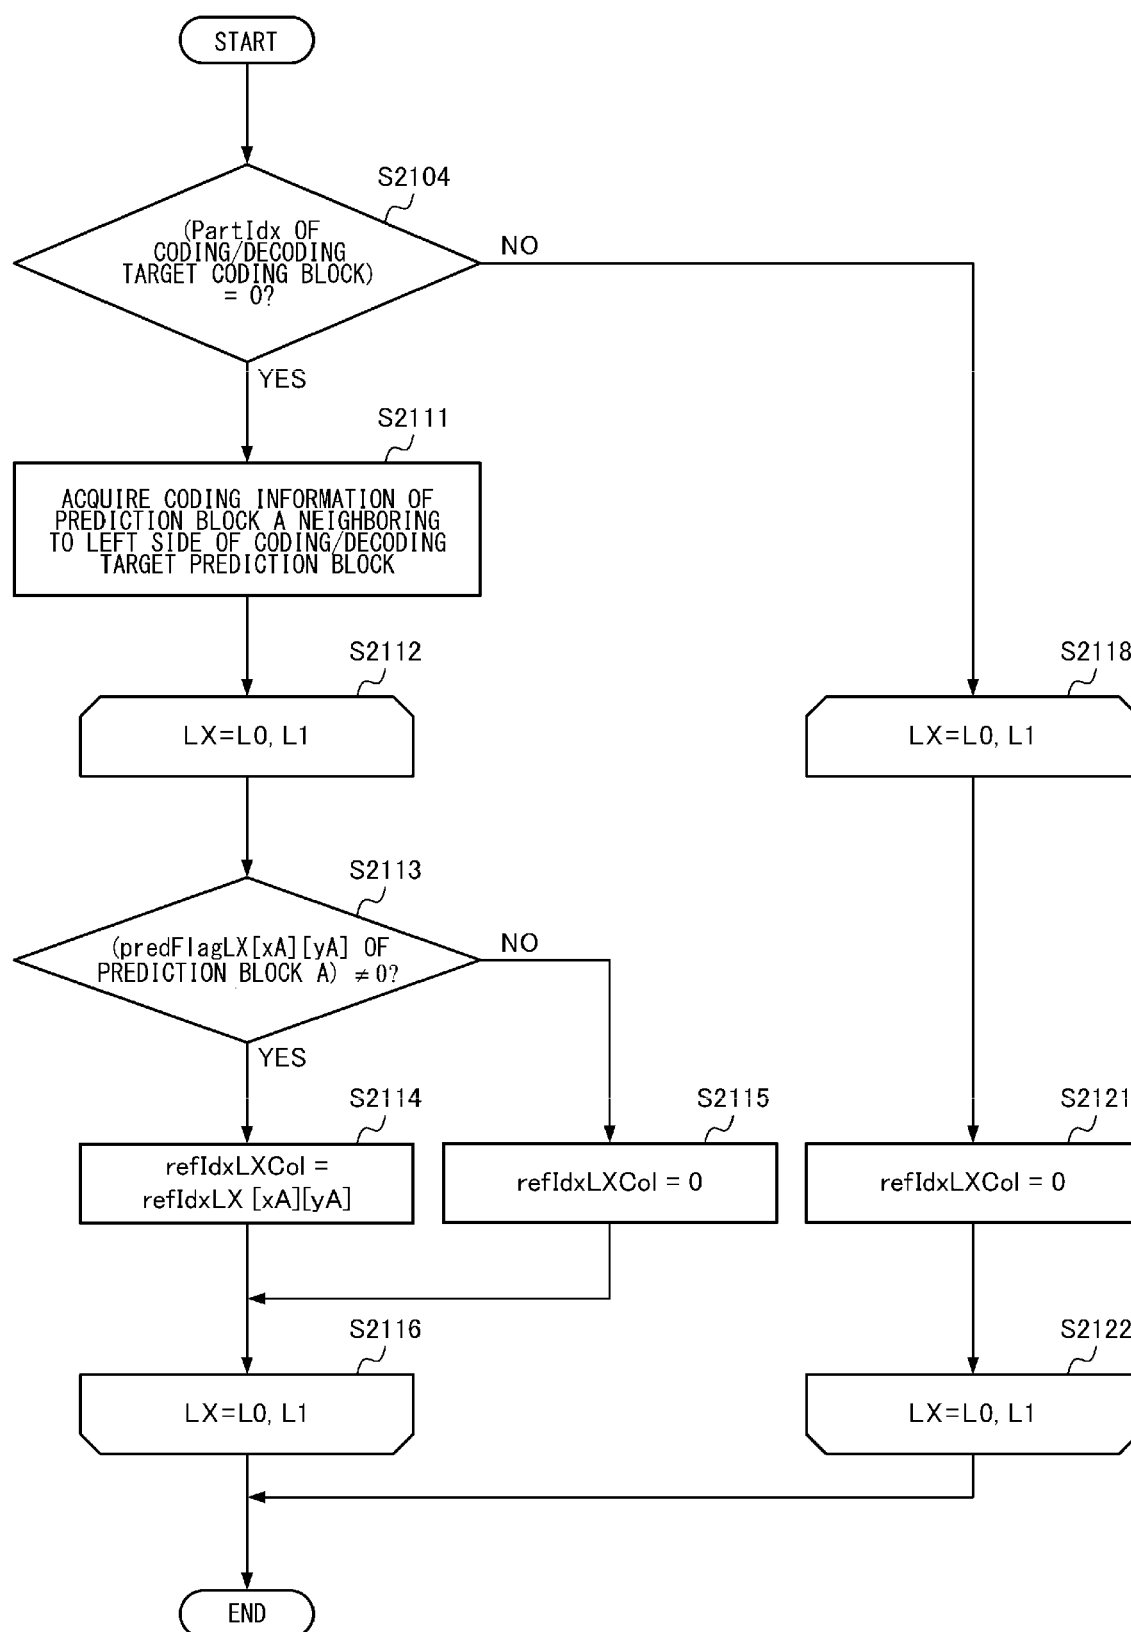 START
S2104
(PartIdx OF
CODING/DECODING
TARGET CODING BLOCK)
= 0?
NO
YES
S2111
ACQUIRE CODING INFORMATION OF
PREDICTION BLOCK A NEIGHBORING
TO LEFT SIDE OF CODING/DECODING
TARGET PREDICTION BLOCK
S2112
LX=L0, L1
S2118
LX=L0, L1
S2113
(predFlagLX[xA][yA] OF
PREDICTION BLOCK A) ≠0?
NO
YES
S2114
refIdxLXCol =
refIdxLX [xA][yA]
S2115
refIdxLXCol = 0
S2121
refIdxLXCol = 0
S2116
LX=L0, L1
S2122
LX=L0, L1
END